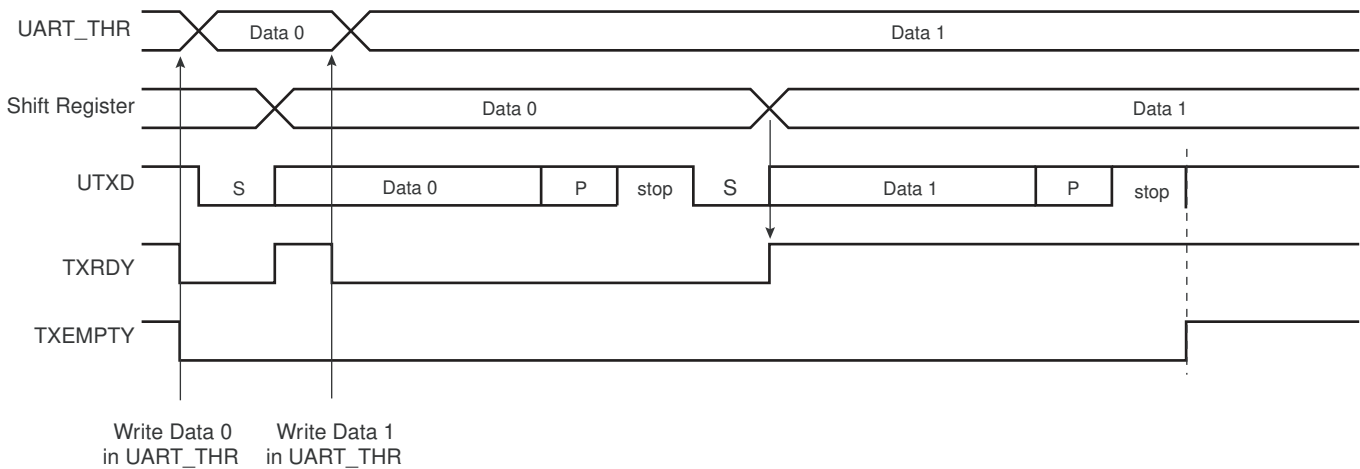 UART_THR Data 0 Data 1
Shift Register Data 0 Data 1
UTXD S Data 0 P stop S Data 1 P stop
TXRDY
TXEMPTY
Write Data 0 Write Data 1
in UART_THR in UART_THR